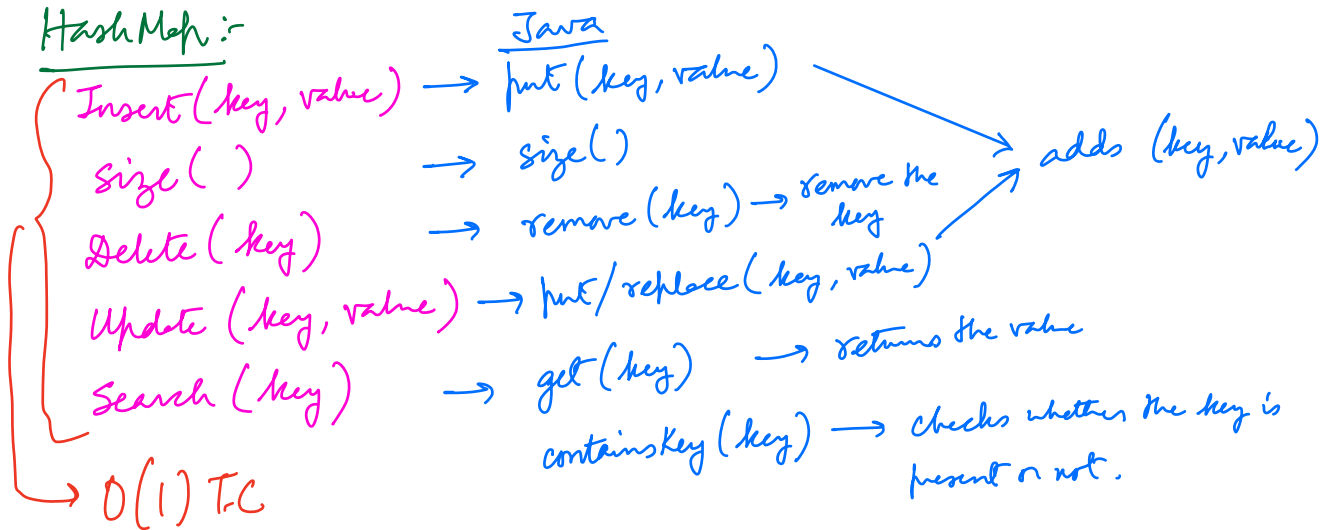 HashMap :-
Java
Insert(key, value) → put(key, value)
adds (key, value)
size( ) → size( )
Delete(key) → remove(key) → remove the
key
Update (key, value) → put/replace(key, value)
Search (key) → get(key) → returns the value
containsKey(key) → checks whether the key is
present or not.
O(1) T.C